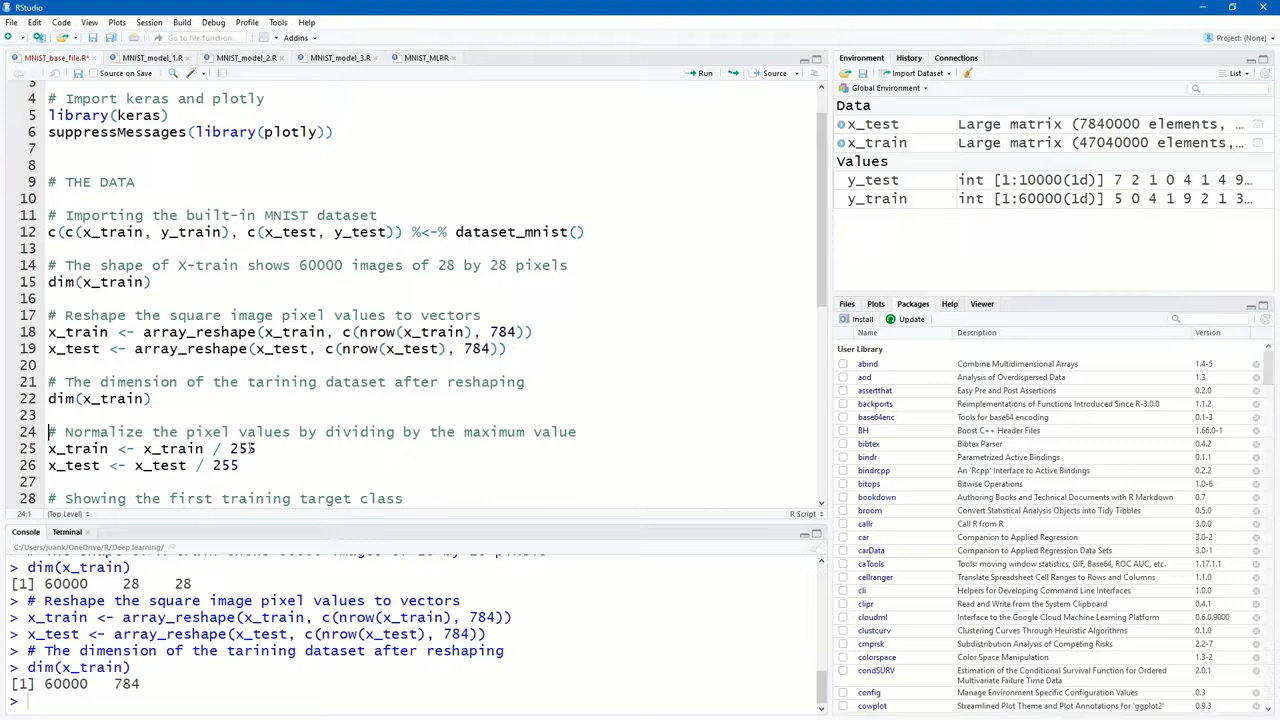 RStudio
File Edit Code View Plots Session Build Debug Profile Tools Help
Go to file/function Addins Project: (None)
MNIST_base_file.R* MNIST_model_1.R MNIST_model_2.R MNIST_model_3.R MNIST_MLRR
Source on Save Run Source
3
4 # Import keras and plotly
5 library(keras)
6 suppressMessages(library(plotly))
7
8
9 # THE DATA
10
11 # Importing the built-in MNIST dataset
12 c(c(x_train, y_train), c(x_test, y_test)) %<-% dataset_mnist()
13
14 # The shape of X-train shows 60000 images of 28 by 28 pixels
15 dim(x_train)
16
17 # Reshape the square image pixel values to vectors
18 x_train <- array_reshape(x_train, c(nrow(x_train), 784))
19 x_test <- array_reshape(x_test, c(nrow(x_test), 784))
20
21 # The dimension of the tarining dataset after reshaping
22 dim(x_train)
23
24 # Normalize the pixel values by dividing by the maximum value
25 x_train <- x_train / 255
26 x_test <- x_test / 255
27
28 # Showing the first training target class
24:1 (Top Level) R Script
Console Terminal
C:/Users/juank/OneDrive/R/Deep learning/
> dim(x_train)
[1] 60000 28 28
> # Reshape the square image pixel values to vectors
> x_train <- array_reshape(x_train, c(nrow(x_train), 784))
> x_test <- array_reshape(x_test, c(nrow(x_test), 784))
> # The dimension of the tarining dataset after reshaping
> dim(x_train)
[1] 60000 784
>
Environment History Connections
Import Dataset List
Global Environment
Data
x_test Large matrix (7840000 elements, …
x_train Large matrix (47040000 elements,…
Values
y_test int [1:10000(1d)] 7 2 1 0 4 1 4 9…
y_train int [1:60000(1d)] 5 0 4 1 9 2 1 3…
Files Plots Packages Help Viewer
Install Update
Name Description Version
User Library
abind Combine Multidimensional Arrays 1.4-5
aod Analysis of Overdispersed Data 1.3
assertthat Easy Pre and Post Assertions 0.2.0
backports Reimplementations of Functions Introduced Since R-3.0.0 1.1.2
base64enc Tools for base64 encoding 0.1-3
BH Boost C++ Header Files 1.66.0-1
bibtex Bibtex Parser 0.4.2
bindr Parametrized Active Bindings 0.1.1
bindrcpp An 'Rcpp' Interface to Active Bindings 0.2.2
bitops Bitwise Operations 1.0-6
bookdown Authoring Books and Technical Documents with R Markdown 0.7
broom Convert Statistical Analysis Objects into Tidy Tibbles 0.5.0
callr Call R from R 3.0.0
car Companion to Applied Regression 3.0-2
carData Companion to Applied Regression Data Sets 3.0-1
caTools Tools: moving window statistics, GIF, Base64, ROC AUC, etc. 1.17.1.1
cellranger Translate Spreadsheet Cell Ranges to Rows and Columns 1.1.0
cli Helpers for Developing Command Line Interfaces 1.0.0
clipr Read and Write from the System Clipboard 0.4.1
cloudml Interface to the Google Cloud Machine Learning Platform 0.6.0.9000
clustcurv Clustering Curves Through Heuristic Algorithms 0.1.0
cmprsk Subdistribution Analysis of Competing Risks 2.2-7
colorspace Color Space Manipulation 1.3-2
condSURV Estimation of the Conditional Survival Function for Ordered 2.0.1
Multivariate Failure Time Data
config Manage Environment Specific Configuration Values 0.3
cowplot Streamlined Plot Theme and Plot Annotations for 'ggplot2' 0.9.3